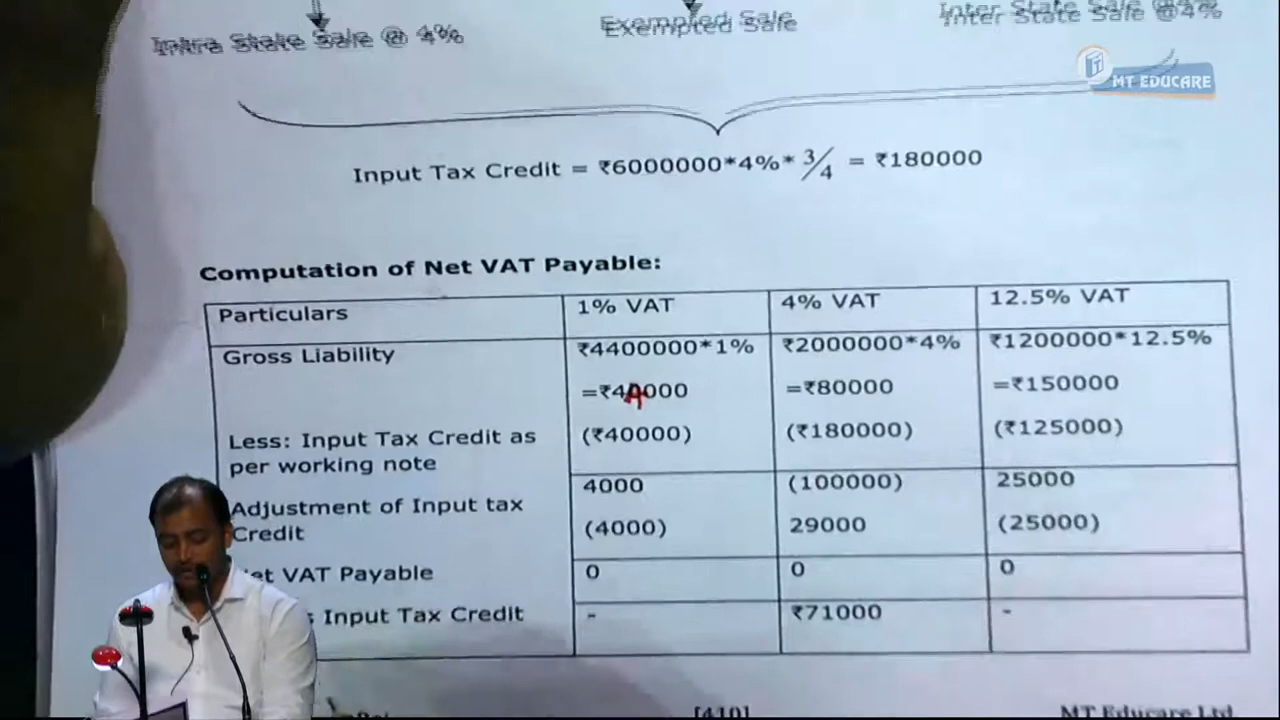 Intra State Sale @ 4%
Exempted Sale
Inter State Sale @4%
MT EDUCARE
Input Tax Credit = ₹6000000*4%* 3/4 = ₹180000
Computation of Net VAT Payable:
Particulars 1% VAT 4% VAT 12.5% VAT
Gross Liability ₹4400000*1% ₹2000000*4% ₹1200000*12.5%
=₹44000 =₹80000 =₹150000
Less: Input Tax Credit as (₹40000) (₹180000) (₹125000)
per working note
4000 (100000) 25000
Adjustment of Input tax
Credit (4000) 29000 (25000)
VAT Payable 0 0 0
Input Tax Credit - ₹71000 -
[410] MT Educare Ltd